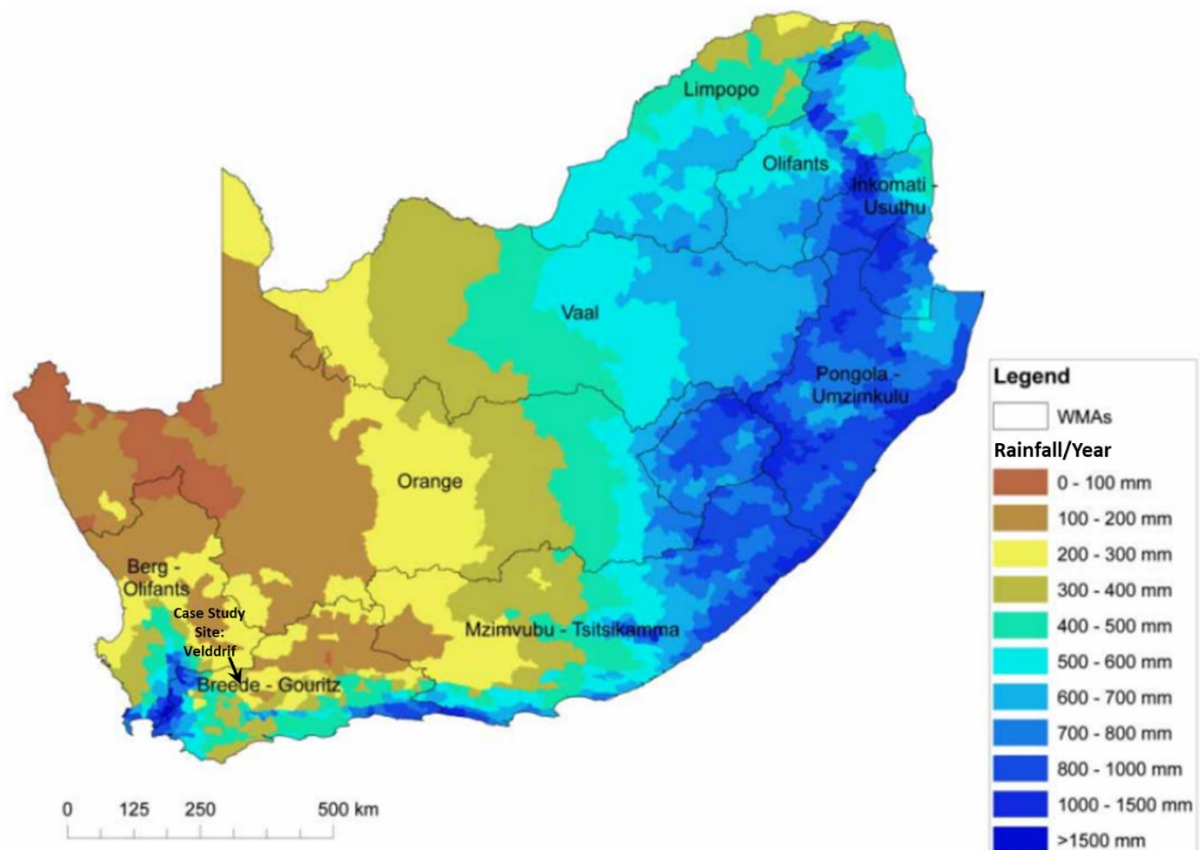 Limpopo
Olifants
Inkomati -
Usuthu
Vaal
Pongola -
Umzimkulu
Orange
Berg -
Olifants
Case Study
Site:
Velddrif
Mzimvubu - Tsitsikamma
Breede - Gouritz
Legend
WMAs
Rainfall/Year
0 - 100 mm
100 - 200 mm
200 - 300 mm
300 - 400 mm
400 - 500 mm
500 - 600 mm
600 - 700 mm
700 - 800 mm
800 - 1000 mm
1000 - 1500 mm
>1500 mm
0 125 250 500 km